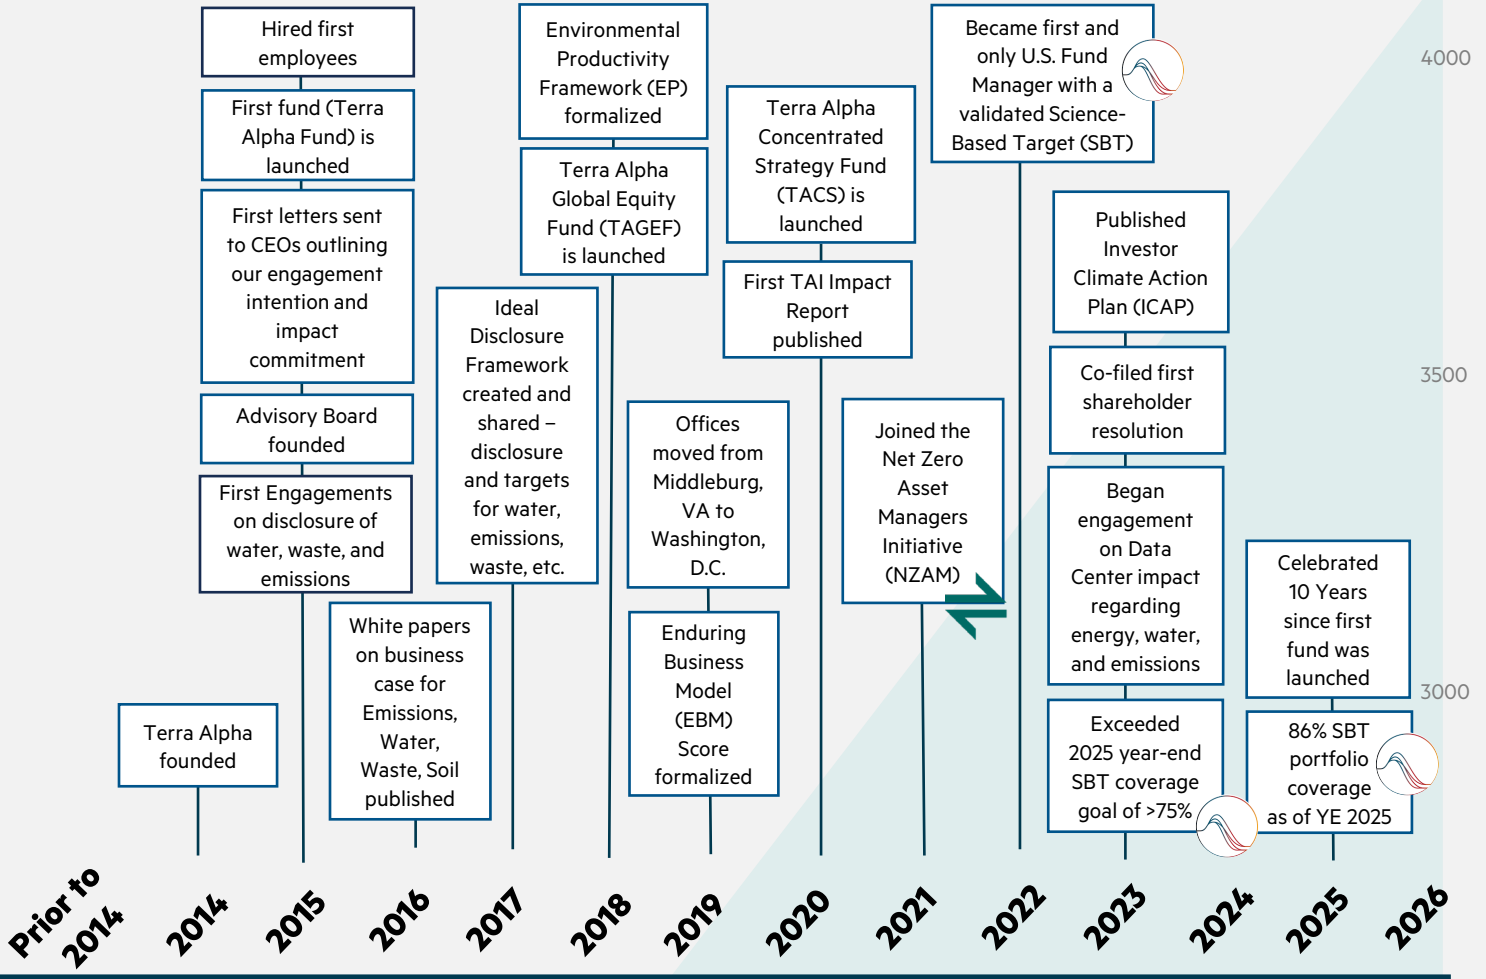 Hired first
employees
First fund (Terra
Alpha Fund) is
launched
First letters sent
to CEOs outlining
our engagement
intention and
impact
commitment
Advisory Board
founded
First Engagements
on disclosure of
water, waste, and
emissions
Terra Alpha
founded
White papers
on business
case for
Emissions,
Water,
Waste, Soil
published
Ideal
Disclosure
Framework
created and
shared –
disclosure
and targets
for water,
emissions,
waste, etc.
Environmental
Productivity
Framework (EP)
formalized
Terra Alpha
Global Equity
Fund (TAGEF)
is launched
Offices
moved from
Middleburg,
VA to
Washington,
D.C.
Enduring
Business
Model
(EBM)
Score
formalized
Terra Alpha
Concentrated
Strategy Fund
(TACS) is
launched
First TAI Impact
Report
published
Joined the
Net Zero
Asset
Managers
Initiative
(NZAM)
Became first and
only U.S. Fund
Manager with a
validated Science-
Based Target (SBT)
Published
Investor
Climate Action
Plan (ICAP)
Co-filed first
shareholder
resolution
Began
engagement
on Data
Center impact
regarding
energy, water,
and emissions
Exceeded
2025 year-end
SBT coverage
goal of >75%
Celebrated
10 Years
since first
fund was
launched
86% SBT
portfolio
coverage
as of YE 2025
4000
3500
3000
Prior to
2014
2014
2015
2016
2017
2018
2019
2020
2021
2022
2023
2024
2025
2026